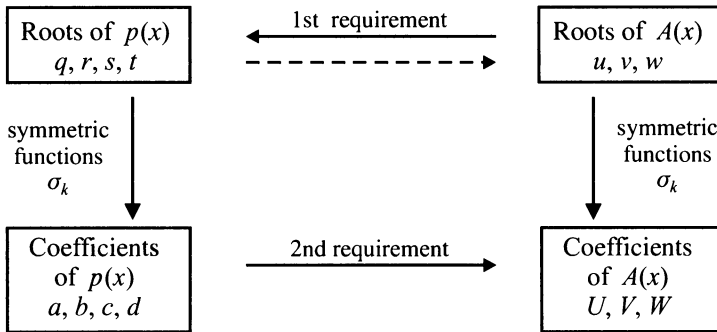 1st requirement
Roots of p(x)
q, r, s, t
Roots of A(x)
u, v, w
symmetric
functions
σₖ
symmetric
functions
σₖ
Coefficients
of p(x)
a, b, c, d
2nd requirement
Coefficients
of A(x)
U, V, W